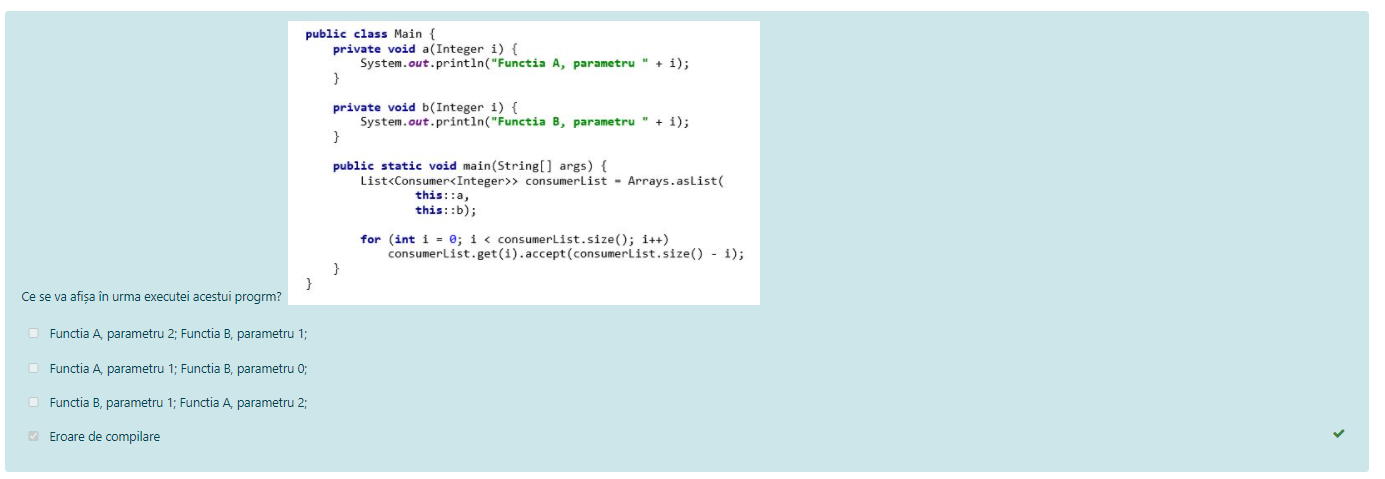 public class Main {
private void a(Integer i) {
System.out.println("Functia A, parametru " + i);
}
private void b(Integer i) {
System.out.println("Functia B, parametru " + i);
}
public static void main(String[] args) {
List<Consumer<Integer>> consumerList = Arrays.asList(
this::a,
this::b);
for (int i = 0; i < consumerList.size(); i++)
consumerList.get(i).accept(consumerList.size() - i);
}
}
Ce se va afișa în urma executei acestui progrm?
Functia A, parametru 2; Functia B, parametru 1;
Functia A, parametru 1; Functia B, parametru 0;
Functia B, parametru 1; Functia A, parametru 2;
Eroare de compilare